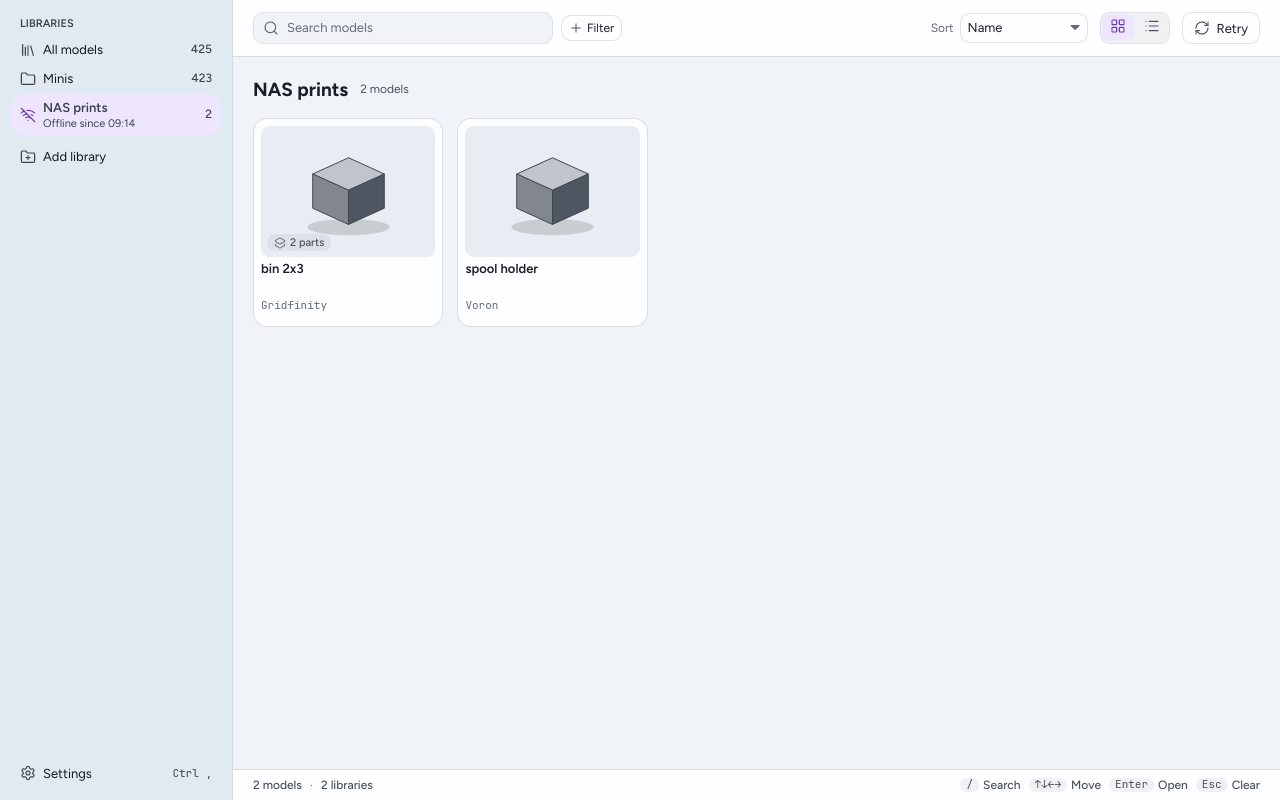 LIBRARIES
All models 425
Minis 423
NAS prints 2
Offline since 09:14
Add library
Settings Ctrl ,
Search models
Filter
Sort Name
Retry
NAS prints 2 models
2 parts
bin 2x3
Gridfinity
spool holder
Voron
2 models · 2 libraries
/ Search ↑↓←→ Move Enter Open Esc Clear